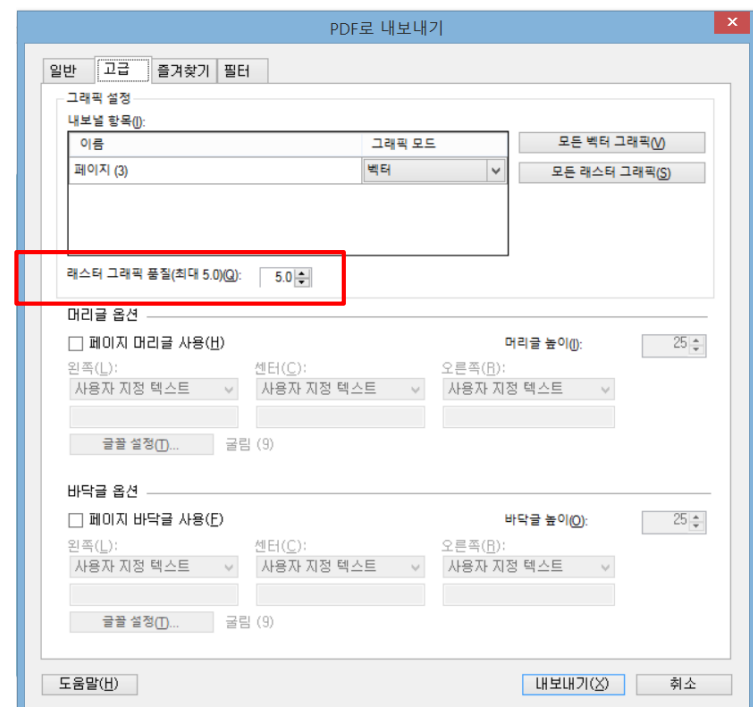 PDF로 내보내기
일반 고급 즐겨찾기 필터
그래픽 설정
내보낼 항목(I):
이름 그래픽 모드 모든 벡터 그래픽(V)
페이지 (3) 벡터 모든 래스터 그래픽(S)
래스터 그래픽 품질(최대 5.0)(Q): 5.0
머리글 옵션
페이지 머리글 사용(H) 머리글 높이(I): 25
왼쪽(L): 센터(C): 오른쪽(R):
사용자 지정 텍스트 사용자 지정 텍스트 사용자 지정 텍스트
글꼴 설정(T)... 굴림 (9)
바닥글 옵션
페이지 바닥글 사용(F) 바닥글 높이(O): 25
왼쪽(L): 센터(C): 오른쪽(R):
사용자 지정 텍스트 사용자 지정 텍스트 사용자 지정 텍스트
글꼴 설정(T)... 굴림 (9)
도움말(H) 내보내기(X) 취소